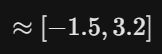 ≈ [−1.5, 3.2]